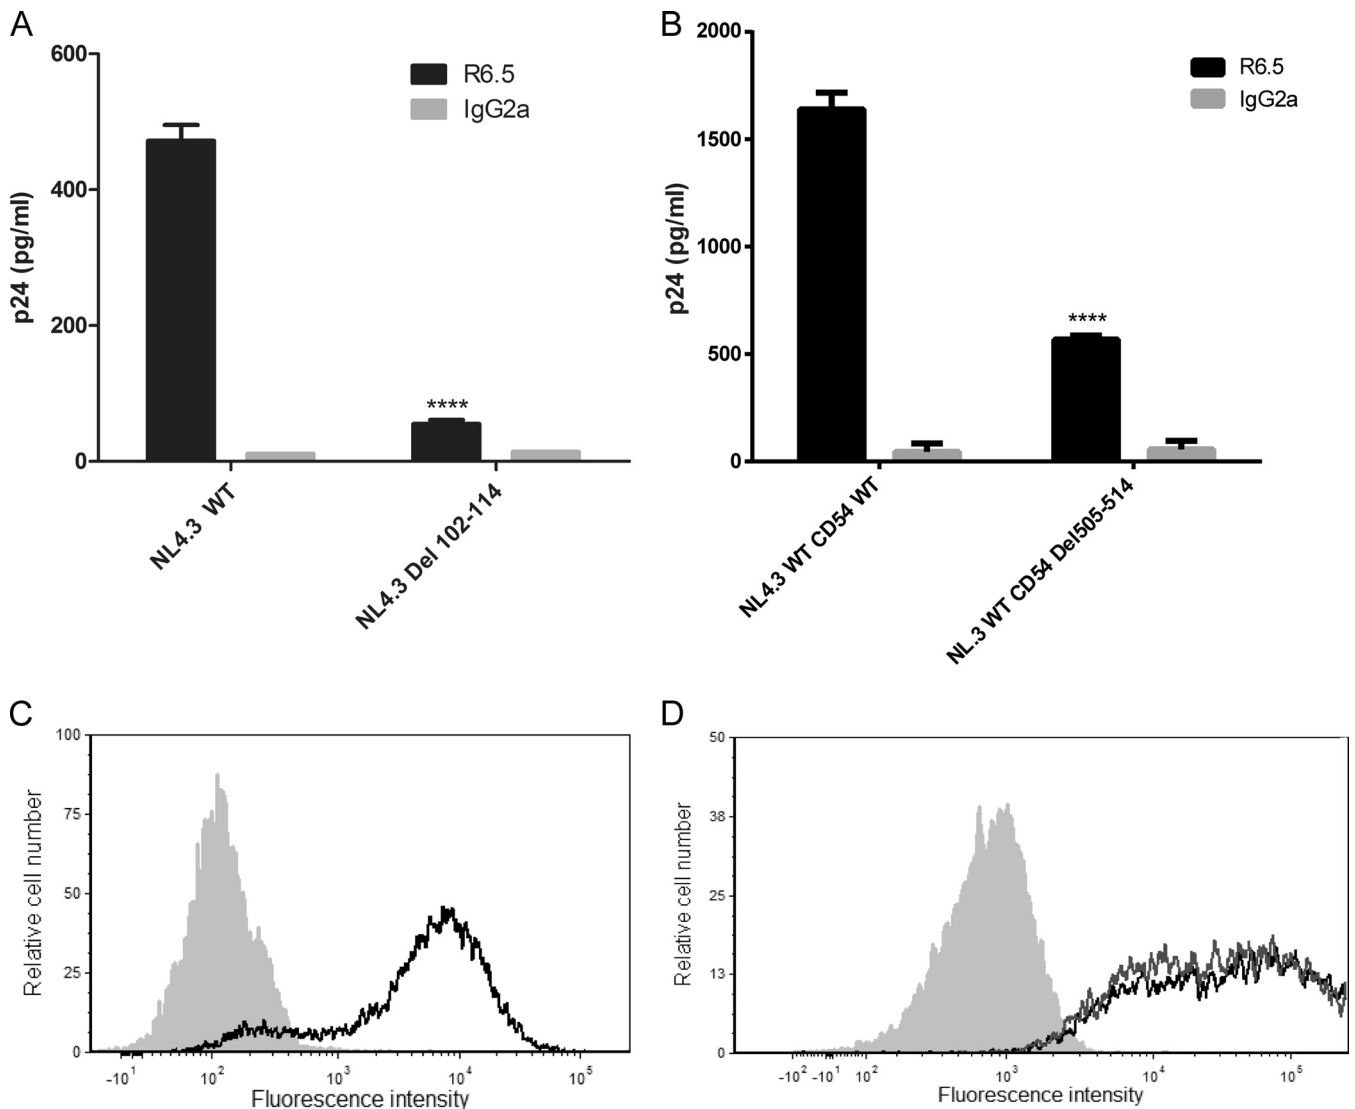 A
600
400
200
0
p24 (pg/ml)
R6.5
IgG2a
****
NL4.3 WT
NL4.3 Del 102-114
B
2000
1500
1000
500
0
p24 (pg/ml)
R6.5
IgG2a
****
NL4.3 WT CD54 WT
NL.3 WT CD54 Del505-514
C
100
75
50
25
0
Relative cell number
-10¹ 10² 10³ 10⁴ 10⁵
Fluorescence intensity
D
50
38
25
13
0
Relative cell number
-10² -10¹ 10² 10³ 10⁴ 10⁵
Fluorescence intensity